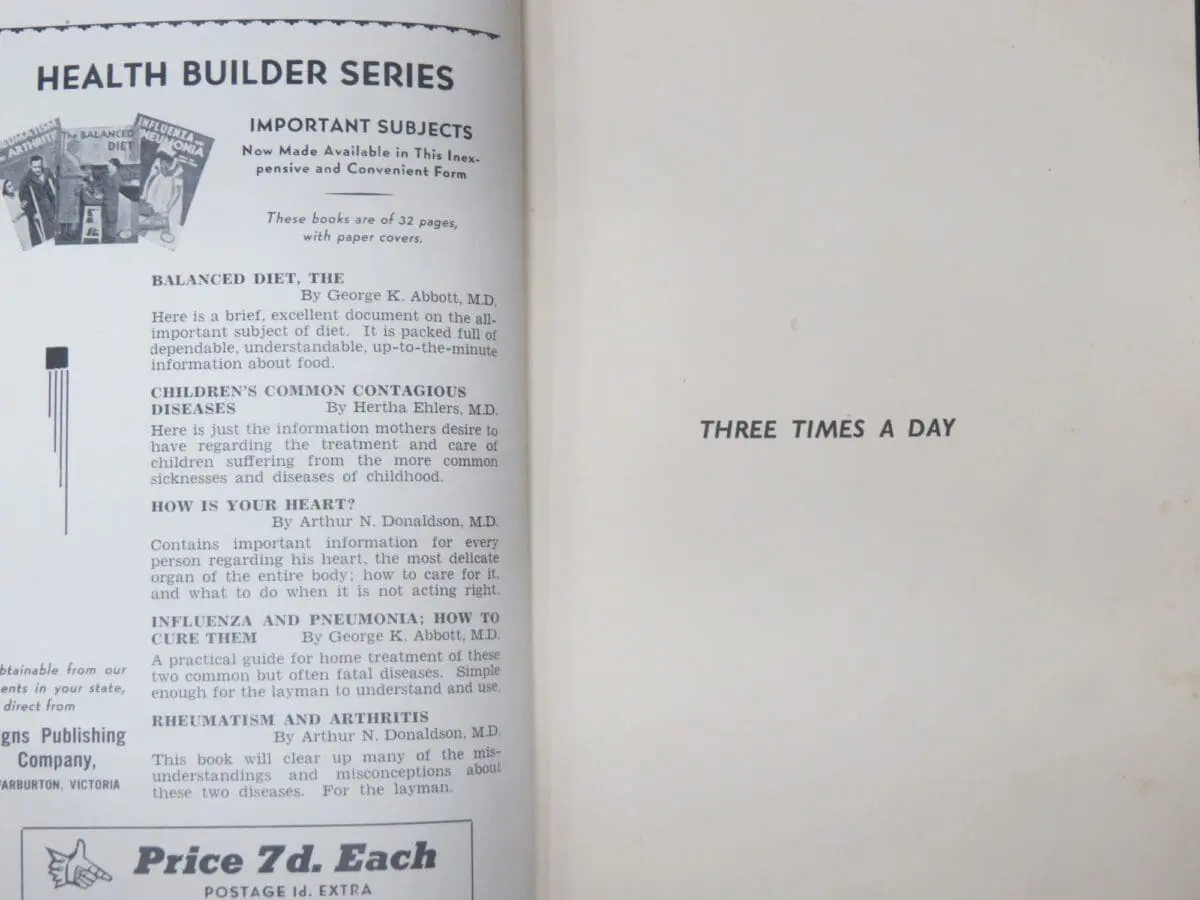 HEALTH BUILDER SERIES
ARTHRITIS
The BALANCED
DIET
INFLUENZA and
PNEUMONIA
IMPORTANT SUBJECTS
Now Made Available in This Inex-
pensive and Convenient Form
These books are of 32 pages,
with paper covers.
BALANCED DIET, THE
By George K. Abbott, M.D.
Here is a brief, excellent document on the all-
important subject of diet. It is packed full of
dependable, understandable, up-to-the-minute
information about food.
CHILDREN'S COMMON CONTAGIOUS
DISEASES By Hertha Ehlers, M.D.
Here is just the information mothers desire to
have regarding the treatment and care of
children suffering from the more common
sicknesses and diseases of childhood.
HOW IS YOUR HEART?
By Arthur N. Donaldson, M.D.
Contains important information for every
person regarding his heart, the most delicate
organ of the entire body; how to care for it,
and what to do when it is not acting right.
INFLUENZA AND PNEUMONIA; HOW TO
CURE THEM By George K. Abbott, M.D.
A practical guide for home treatment of these
two common but often fatal diseases. Simple
enough for the layman to understand and use.
RHEUMATISM AND ARTHRITIS
By Arthur N. Donaldson, M.D.
This book will clear up many of the mis-
understandings and misconceptions about
these two diseases. For the layman.
btainable from our
ents in your state,
direct from
gns Publishing
Company,
ARBURTON, VICTORIA
Price 7d. Each
POSTAGE 1d. EXTRA
THREE TIMES A DAY